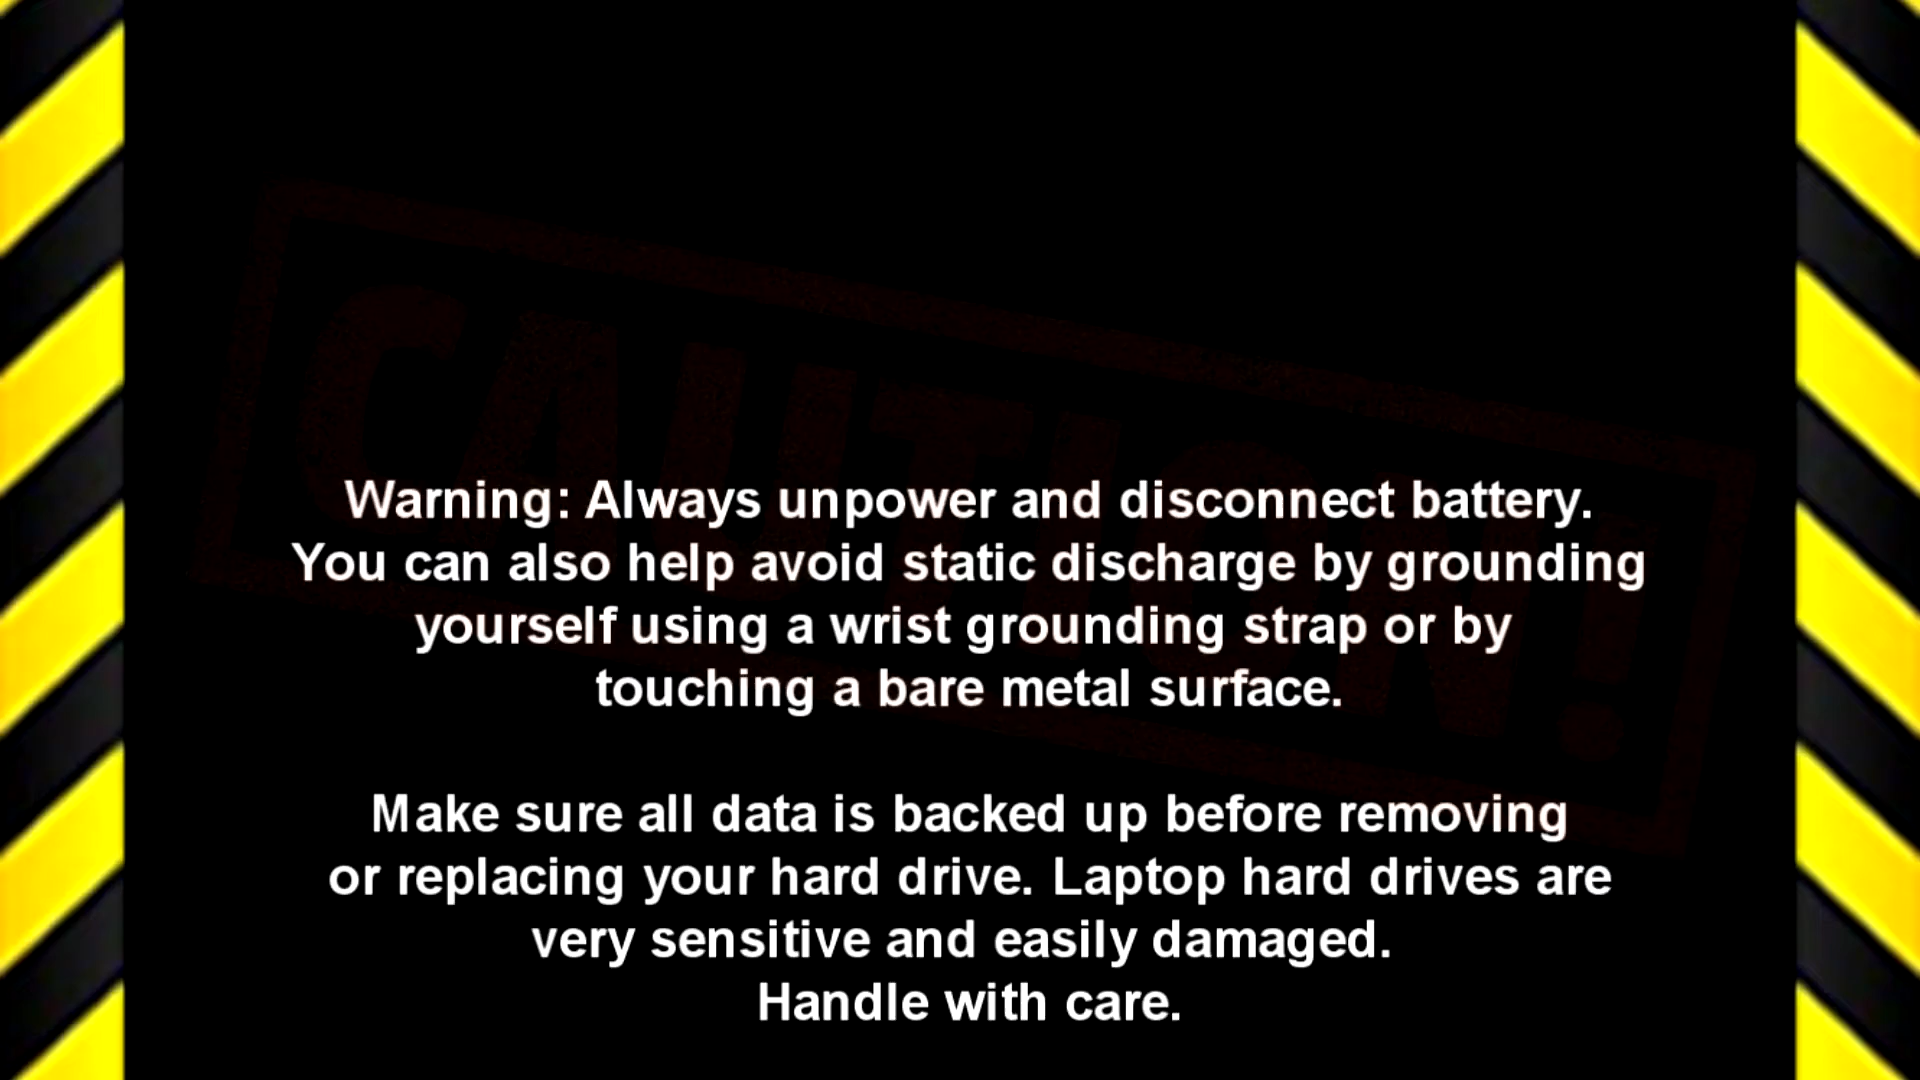 CAUTION!
Warning: Always unpower and disconnect battery.
You can also help avoid static discharge by grounding
yourself using a wrist grounding strap or by
touching a bare metal surface.
Make sure all data is backed up before removing
or replacing your hard drive. Laptop hard drives are
very sensitive and easily damaged.
Handle with care.